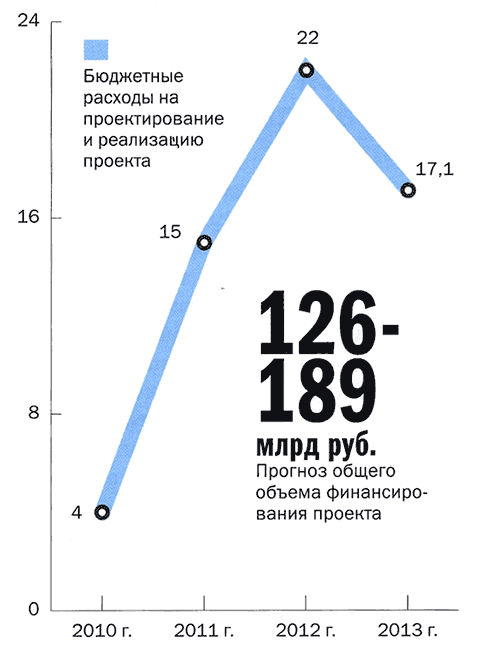 24
Бюджетные
расходы на
проектирование
и реализацию
проекта
22
17,1
16
15
126-
189
млрд руб.
Прогноз общего
объема финансиро-
вания проекта
8
4
0
2010 г.
2011 г.
2012 г.
2013 г.